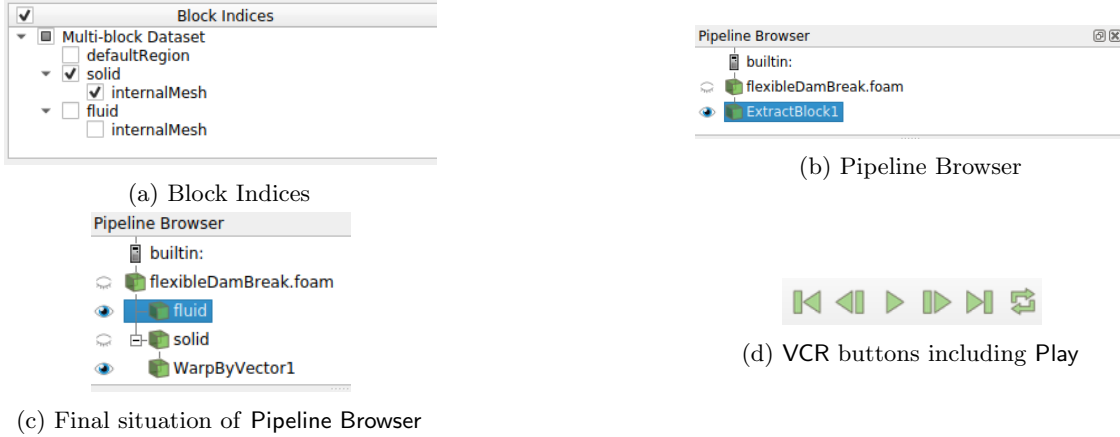 Block Indices
Multi-block Dataset
defaultRegion
solid
internalMesh
fluid
internalMesh
(a) Block Indices
Pipeline Browser
builtin:
flexibleDamBreak.foam
ExtractBlock1
(b) Pipeline Browser
Pipeline Browser
builtin:
flexibleDamBreak.foam
fluid
solid
WarpByVector1
(c) Final situation of Pipeline Browser
(d) VCR buttons including Play